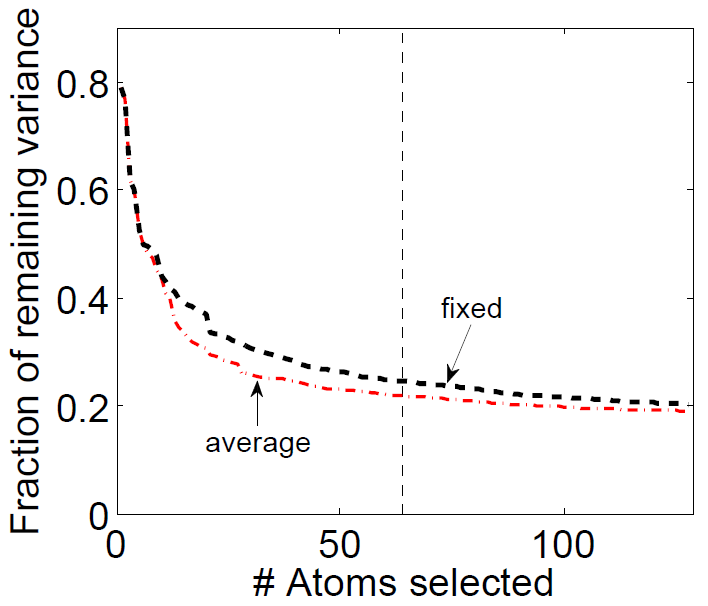 Fraction of remaining variance
0.8
0.6
0.4
0.2
0
fixed
average
0
50
100
# Atoms selected